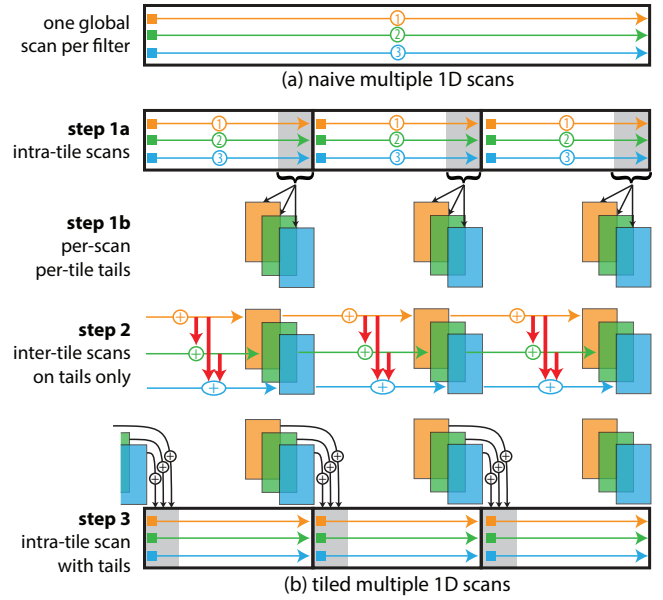 one global
scan per filter
1
2
3
(a) naive multiple 1D scans
step 1a
intra-tile scans
1 1 1
2 2 2
3 3 3
step 1b
per-scan
per-tile tails
step 2
inter-tile scans
on tails only
+ + +
+ + +
+ + +
+ + +
+ + +
+ + +
step 3
intra-tile scan
with tails
(b) tiled multiple 1D scans